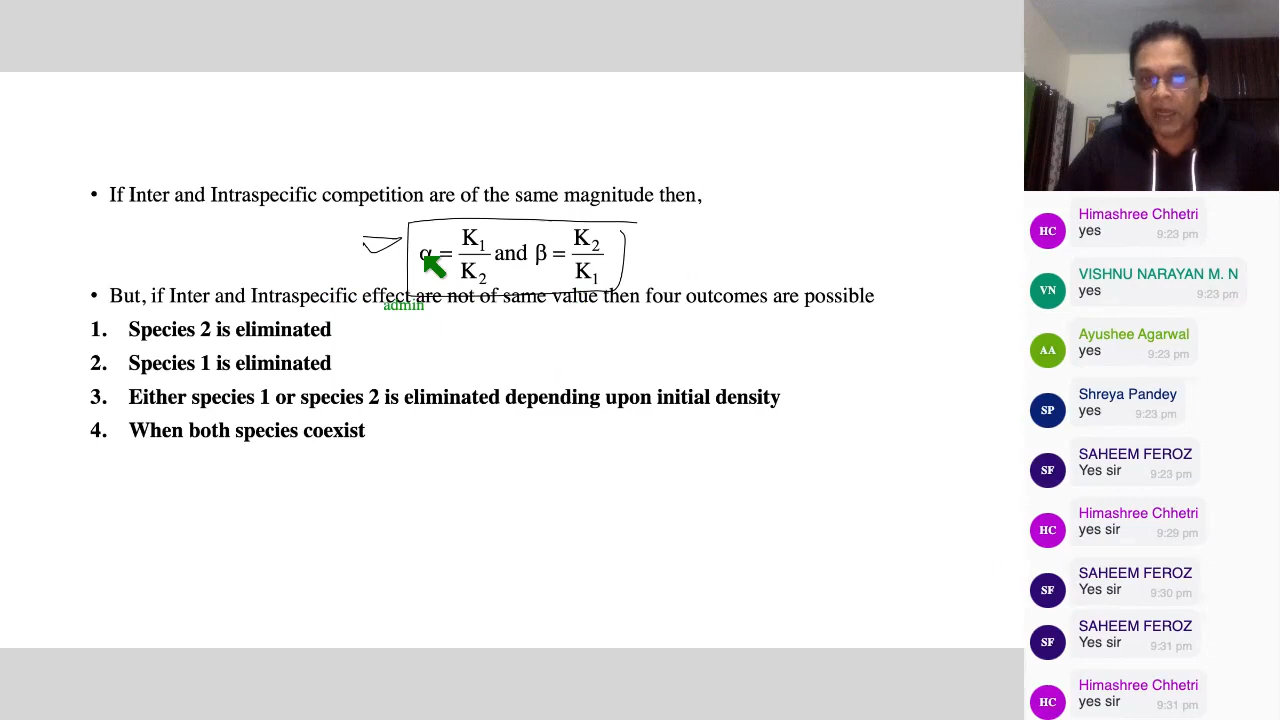 • If Inter and Intraspecific competition are of the same magnitude then,
α = K₁/K₂ and β = K₂/K₁
• But, if Inter and Intraspecific effect are not of same value then four outcomes are possible
admin
1. Species 2 is eliminated
2. Species 1 is eliminated
3. Either species 1 or species 2 is eliminated depending upon initial density
4. When both species coexist
HC
Himashree Chhetri
yes 9:23 pm
VN
VISHNU NARAYAN M. N
yes 9:23 pm
AA
Ayushee Agarwal
yes 9:23 pm
SP
Shreya Pandey
yes 9:23 pm
SF
SAHEEM FEROZ
Yes sir 9:23 pm
HC
Himashree Chhetri
yes sir 9:29 pm
SF
SAHEEM FEROZ
Yes sir 9:30 pm
SF
SAHEEM FEROZ
Yes sir 9:31 pm
HC
Himashree Chhetri
yes sir 9:31 pm